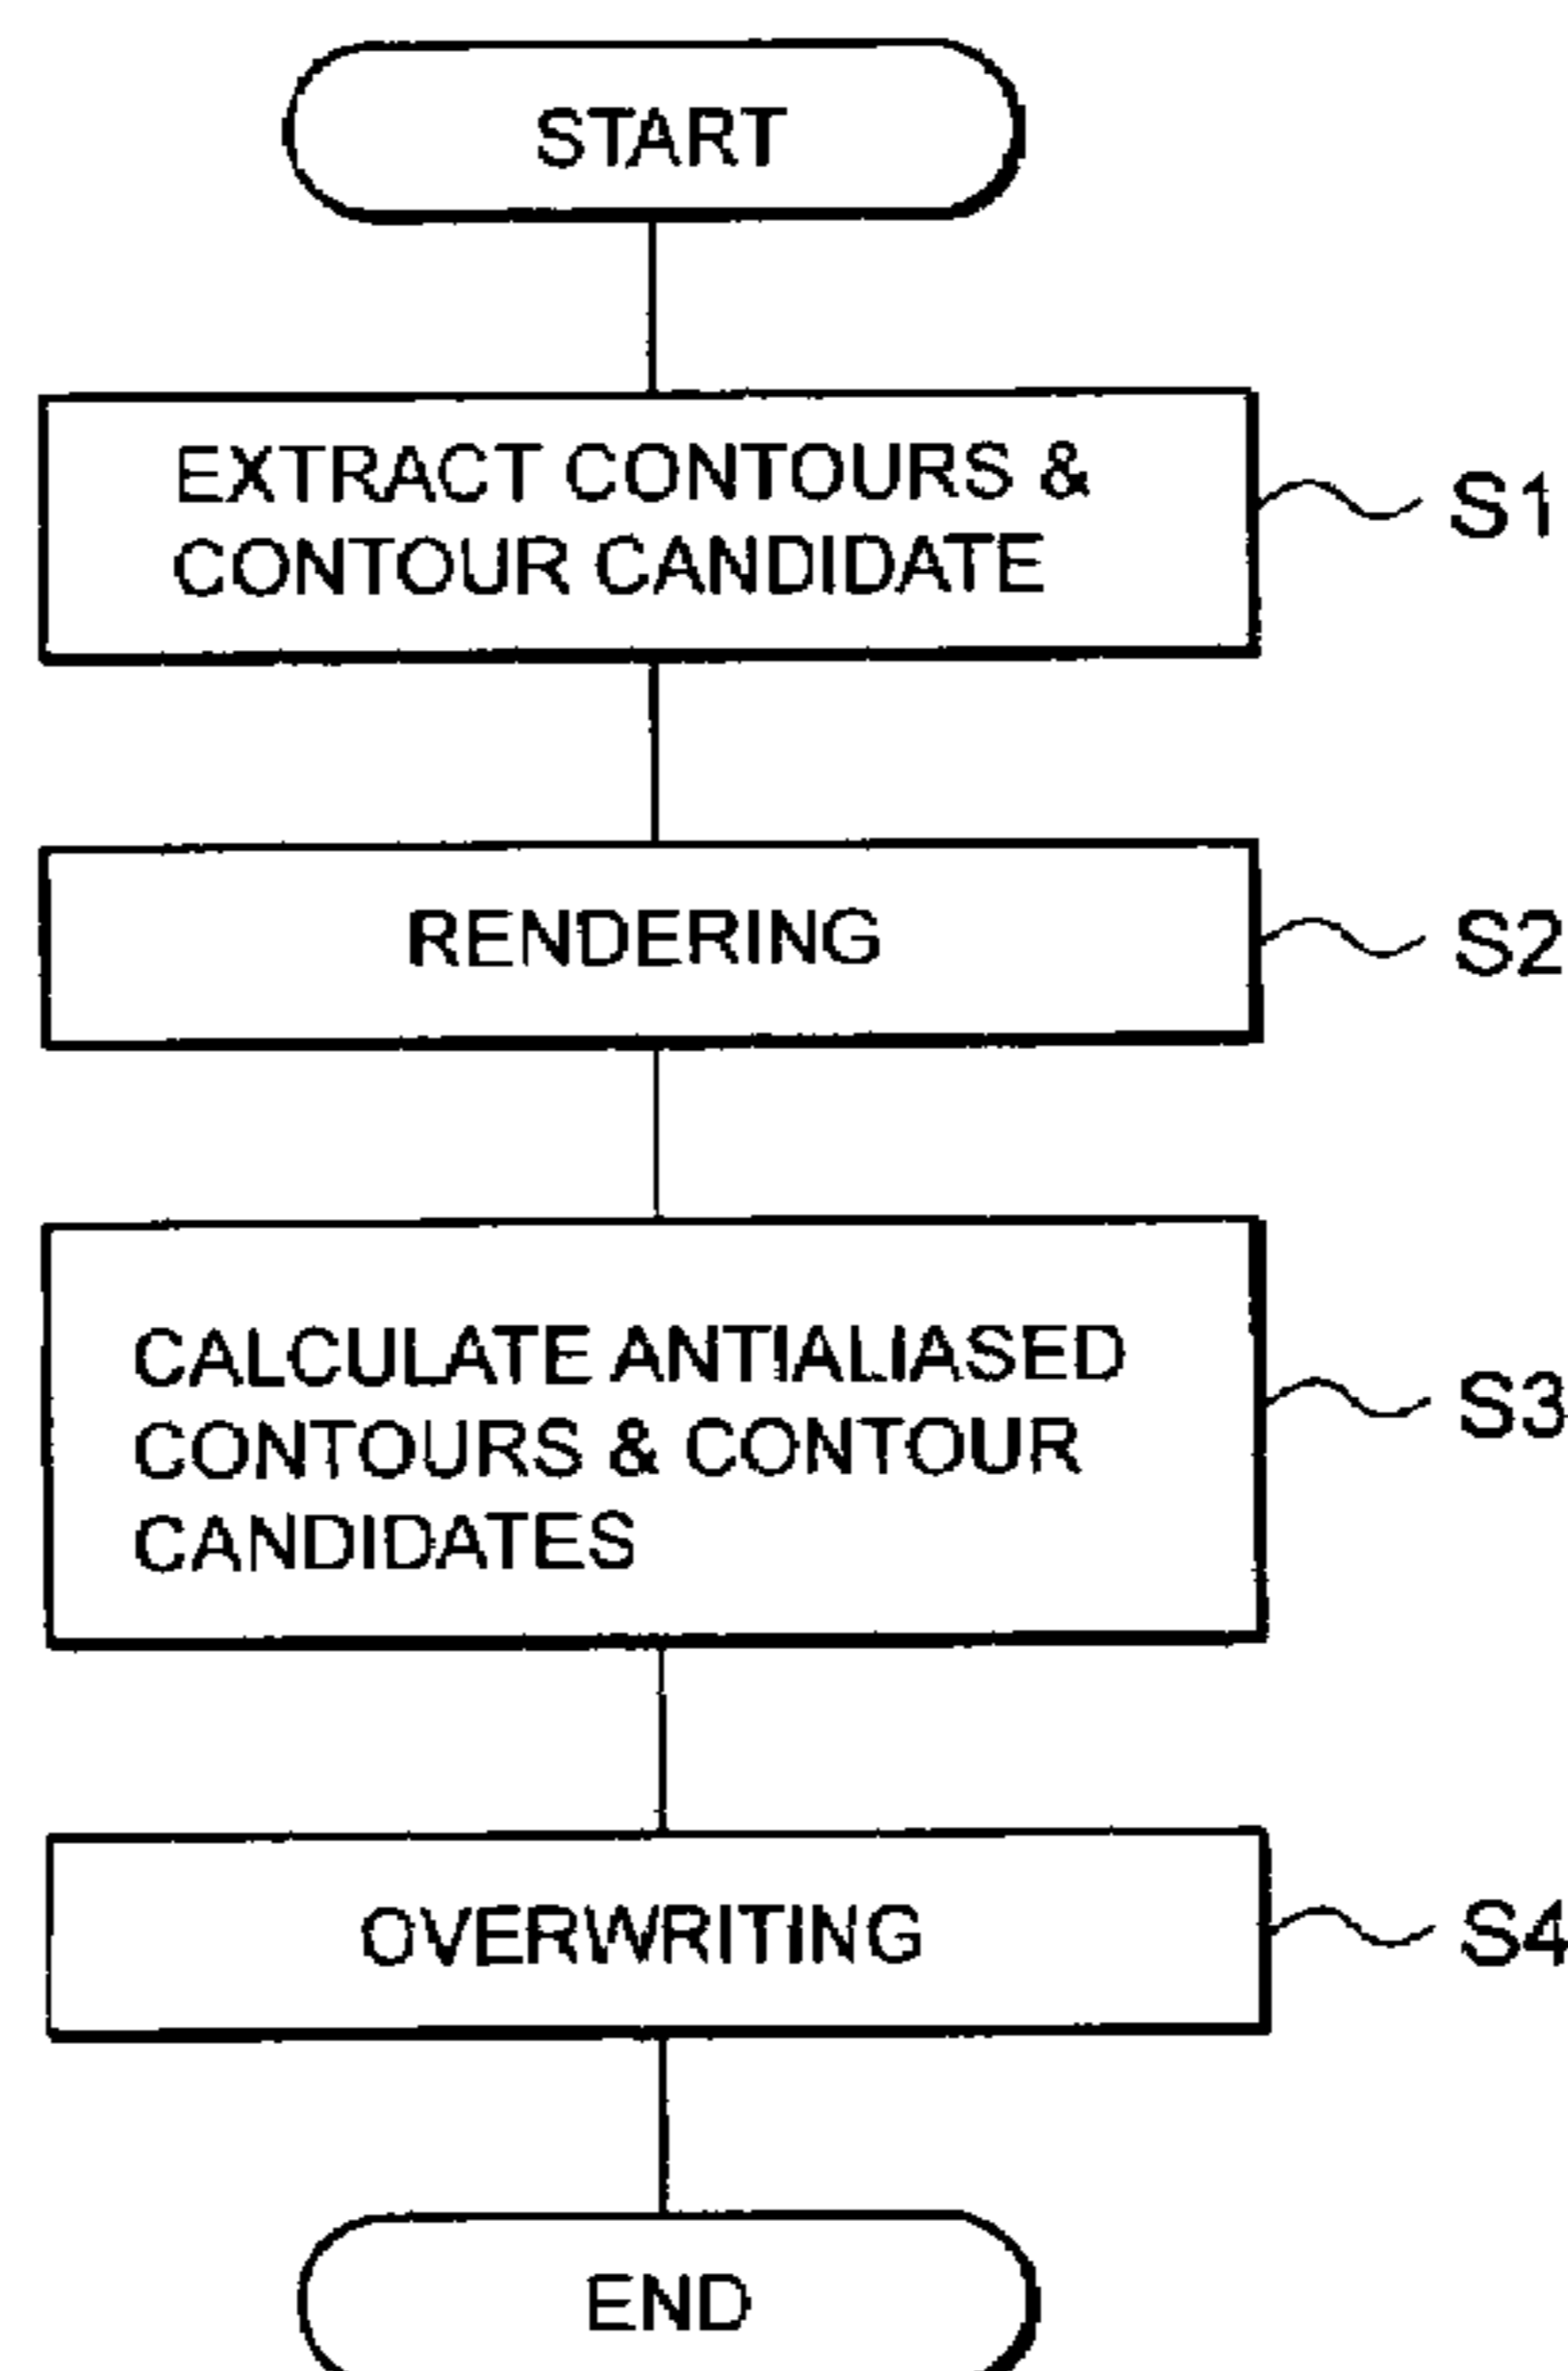 START
EXTRACT CONTOURS &
CONTOUR CANDIDATE
S1
RENDERING
S2
CALCULATE ANTIALIASED
CONTOURS & CONTOUR
CANDIDATES
S3
OVERWRITING
S4
END